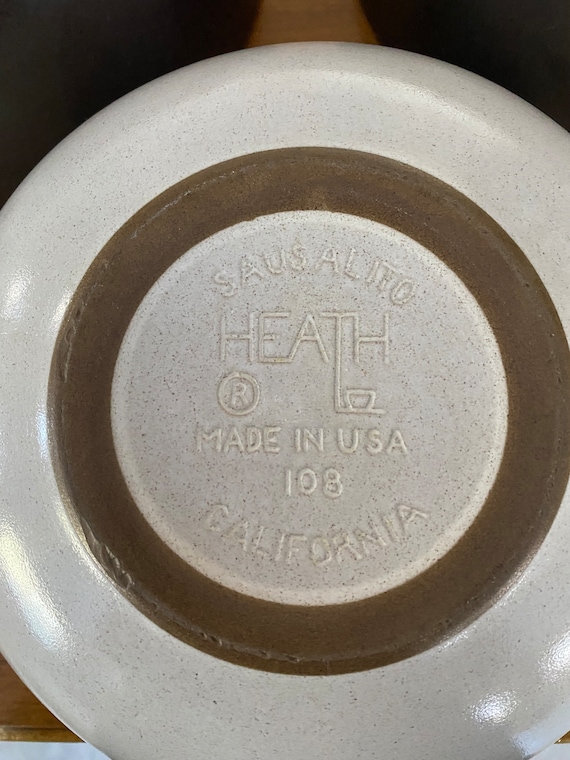 SAUSALITO
HEATH
®
MADE IN USA
108
CALIFORNIA